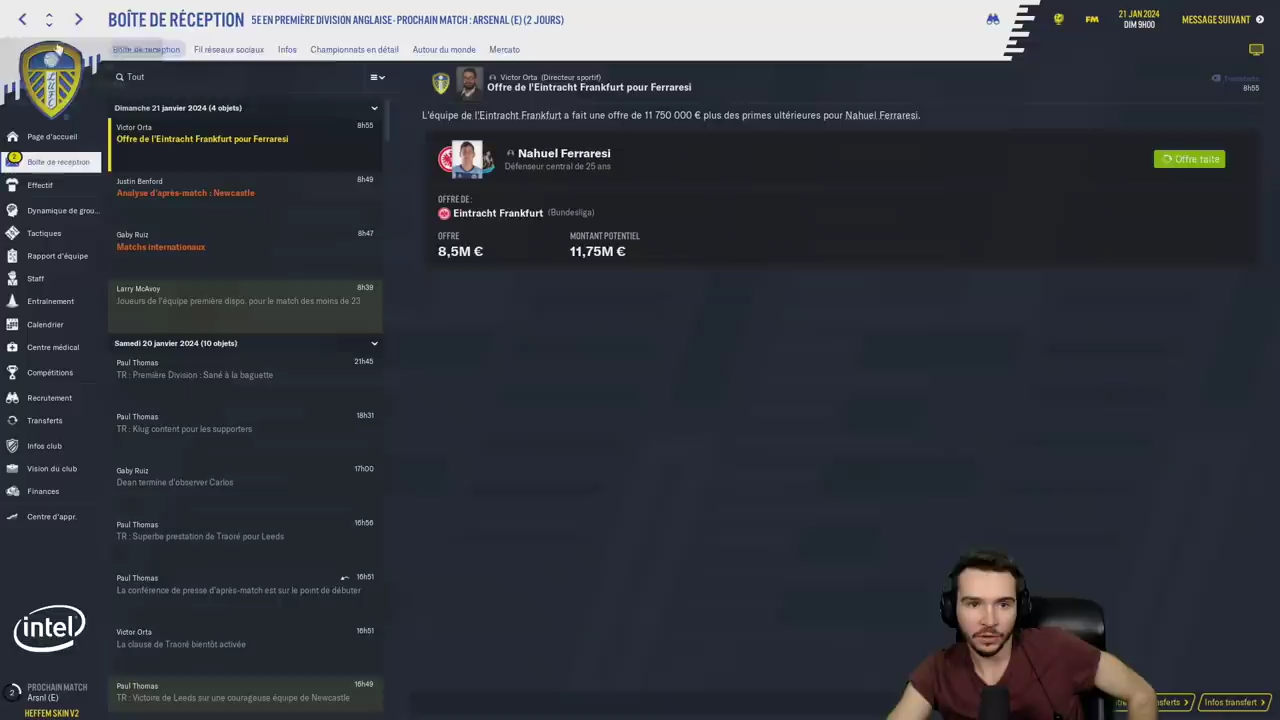 BOÎTE DE RÉCEPTION
5E EN PREMIÈRE DIVISION ANGLAISE - PROCHAIN MATCH : ARSENAL (E) (2 JOURS)
FM
21 JAN 2024
DIM 9H00
MESSAGE SUIVANT
Boîte de réception
Fil réseaux sociaux
Infos
Championnats en détail
Autour du monde
Mercato
Tout
Dimanche 21 janvier 2024 (4 objets)
Victor Orta
8h55
Offre de l'Eintracht Frankfurt pour Ferraresi
Justin Benford
8h49
Analyse d'après-match : Newcastle
Gaby Ruiz
8h47
Matchs internationaux
Larry McAvoy
8h39
Joueurs de l'équipe première dispo. pour le match des moins de 23
Samedi 20 janvier 2024 (10 objets)
Paul Thomas
21h45
TR : Première Division : Sané à la baguette
Paul Thomas
18h31
TR : Klug content pour les supporters
Gaby Ruiz
17h00
Dean termine d'observer Carlos
Paul Thomas
16h56
TR : Superbe prestation de Traoré pour Leeds
Paul Thomas
16h51
La conférence de presse d'après-match est sur le point de débuter
Victor Orta
16h51
La clause de Traoré bientôt activée
Paul Thomas
16h49
TR : Victoire de Leeds sur une courageuse équipe de Newcastle
Page d'accueil
2
Boîte de réception
Effectif
Dynamique de grou...
Tactiques
Rapport d'équipe
Staff
Entraînement
Calendrier
Centre médical
Compétitions
Recrutement
Transferts
Infos club
Vision du club
Finances
Centre d'appr.
intel
2
PROCHAIN MATCH
Arsnl (E)
HEFFEM SKIN V2
Victor Orta (Directeur sportif)
Offre de l'Eintracht Frankfurt pour Ferraresi
8h55
L'équipe de l'Eintracht Frankfurt a fait une offre de 11 750 000 € plus des primes ultérieures pour Nahuel Ferraresi.
Nahuel Ferraresi
Défenseur central de 25 ans
Offre faite
OFFRE DE :
Eintracht Frankfurt (Bundesliga)
OFFRE
MONTANT POTENTIEL
8,5M €
11,75M €
Infos transfert